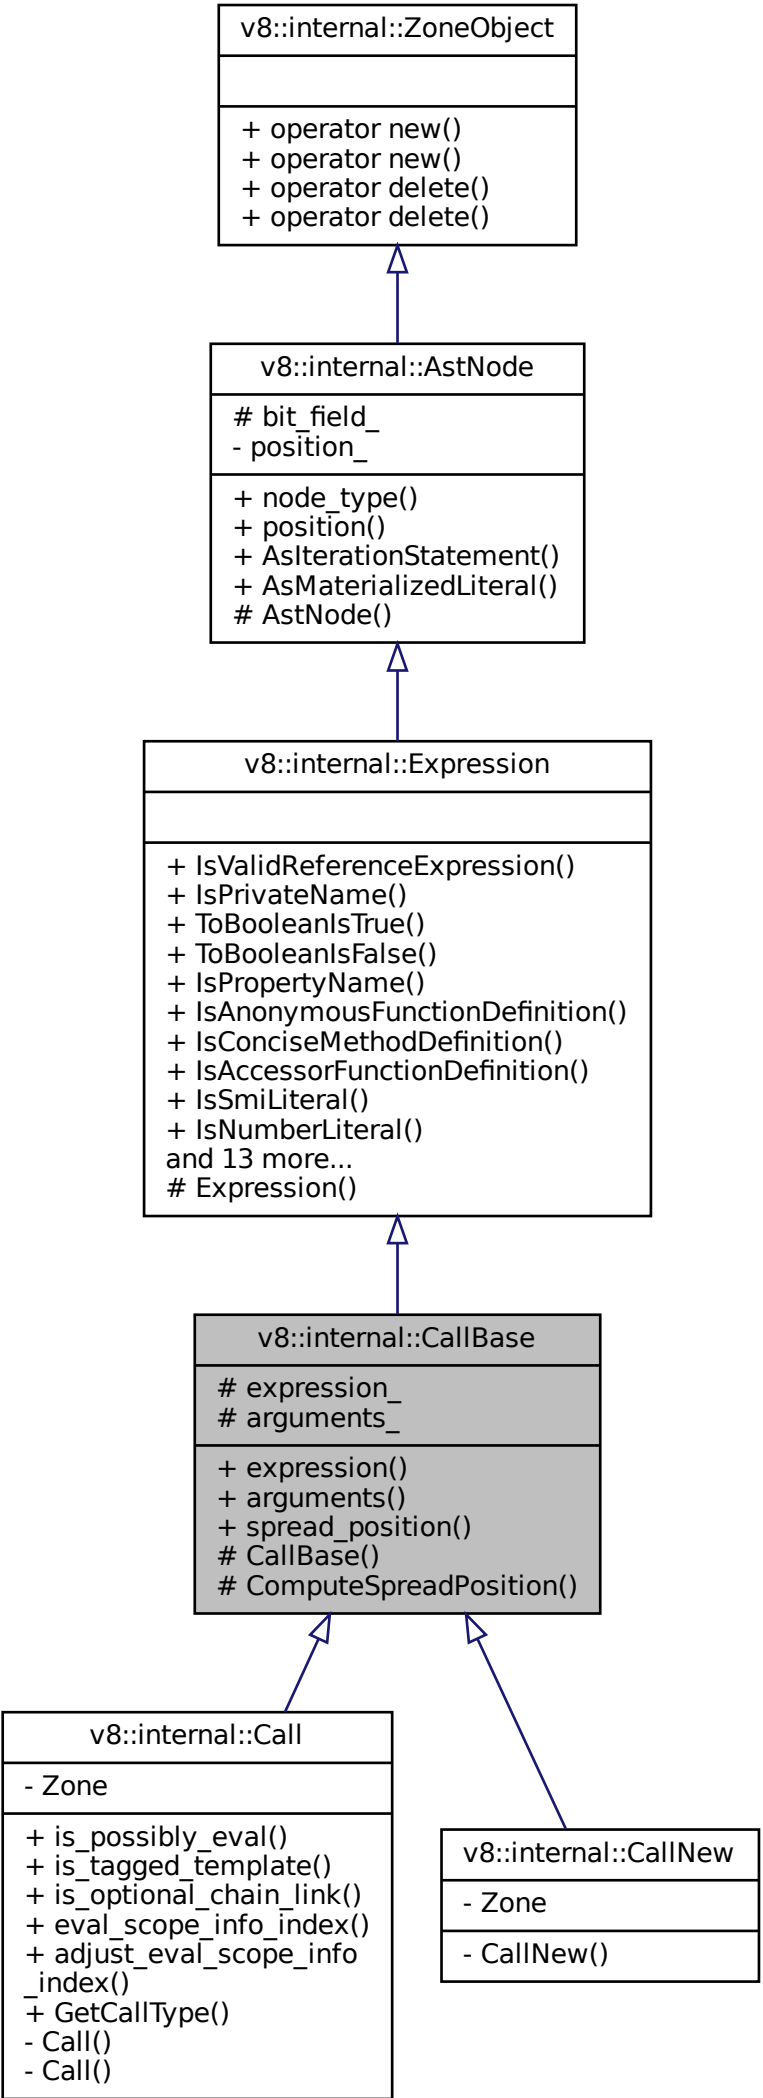 v8::internal::ZoneObject
+ operator new()
+ operator new()
+ operator delete()
+ operator delete()
v8::internal::AstNode
# bit_field_
- position_
+ node_type()
+ position()
+ AsIterationStatement()
+ AsMaterializedLiteral()
# AstNode()
v8::internal::Expression
+ IsValidReferenceExpression()
+ IsPrivateName()
+ ToBooleanIsTrue()
+ ToBooleanIsFalse()
+ IsPropertyName()
+ IsAnonymousFunctionDefinition()
+ IsConciseMethodDefinition()
+ IsAccessorFunctionDefinition()
+ IsSmiLiteral()
+ IsNumberLiteral()
and 13 more...
# Expression()
v8::internal::CallBase
# expression_
# arguments_
+ expression()
+ arguments()
+ spread_position()
# CallBase()
# ComputeSpreadPosition()
v8::internal::Call
- Zone
+ is_possibly_eval()
+ is_tagged_template()
+ is_optional_chain_link()
+ eval_scope_info_index()
+ adjust_eval_scope_info
_index()
+ GetCallType()
- Call()
- Call()
v8::internal::CallNew
- Zone
- CallNew()